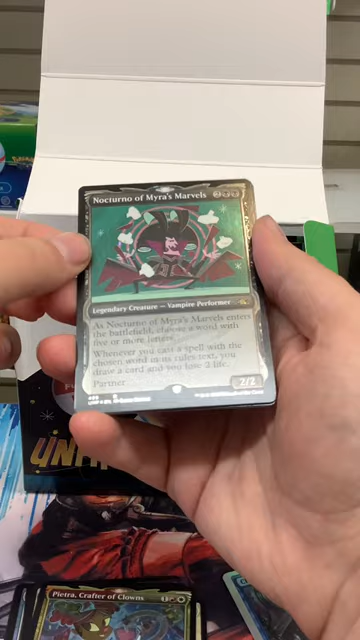 Nocturno of Myra's Marvels
Legendary Creature — Vampire Performer
As Nocturno of Myra's Marvels enters
the battlefield, choose a word with
five or more letters.
Whenever you cast a spell with the
chosen word in its rules text, you
draw a card and you lose 2 life.
Partner
2/2
Pietra, Crafter of Clowns